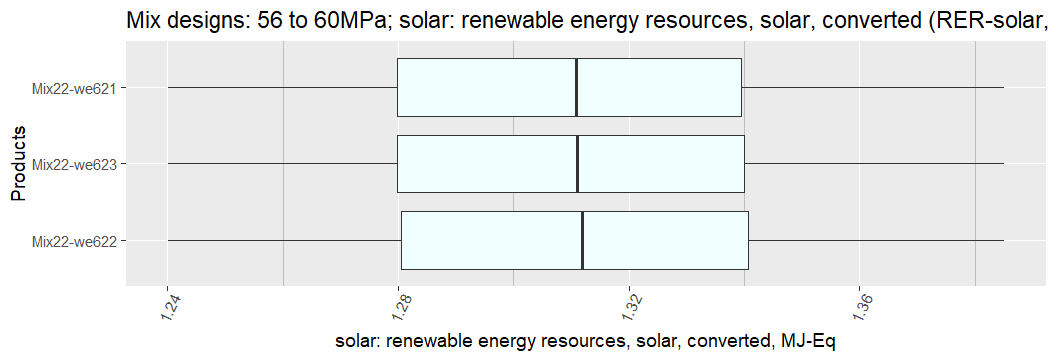 Mix designs: 56 to 60MPa; solar: renewable energy resources, solar, converted (RER-solar,
Products
Mix22-we621
Mix22-we623
Mix22-we622
1.24
1.28
1.32
1.36
solar: renewable energy resources, solar, converted, MJ-Eq